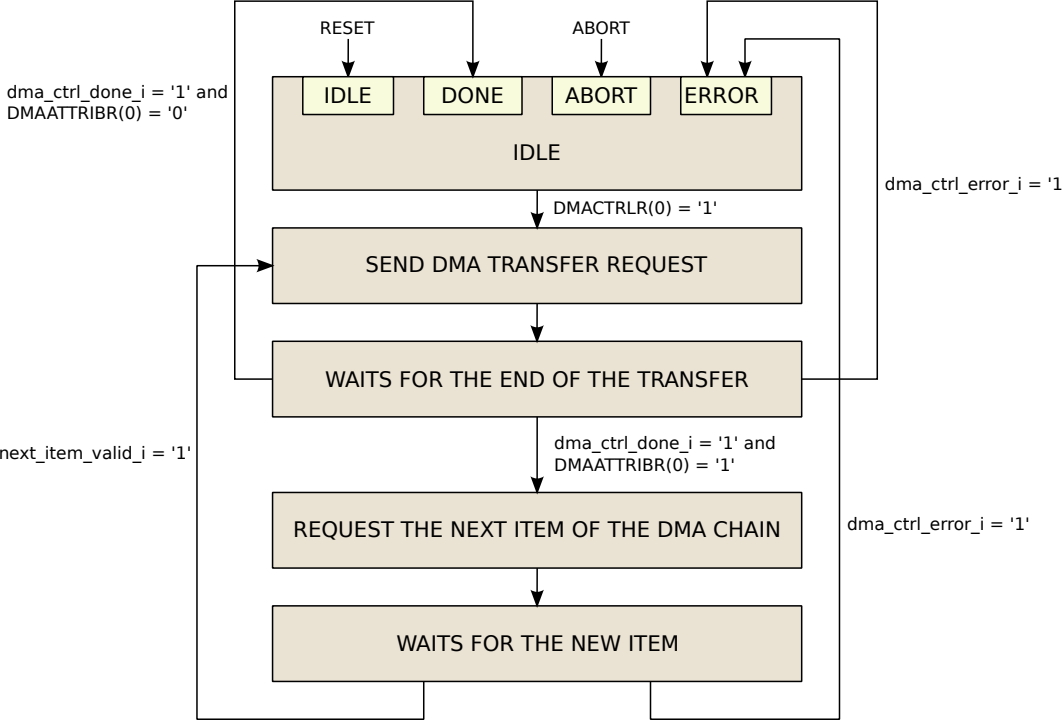 RESET
ABORT
dma_ctrl_done_i = '1' and
DMAATTRIBR(0) = '0'
IDLE
DONE
ABORT
ERROR
IDLE
dma_ctrl_error_i = '1
DMACTRLR(0) = '1'
SEND DMA TRANSFER REQUEST
WAITS FOR THE END OF THE TRANSFER
next_item_valid_i = '1'
dma_ctrl_done_i = '1' and
DMAATTRIBR(0) = '1'
REQUEST THE NEXT ITEM OF THE DMA CHAIN
dma_ctrl_error_i = '1'
WAITS FOR THE NEW ITEM